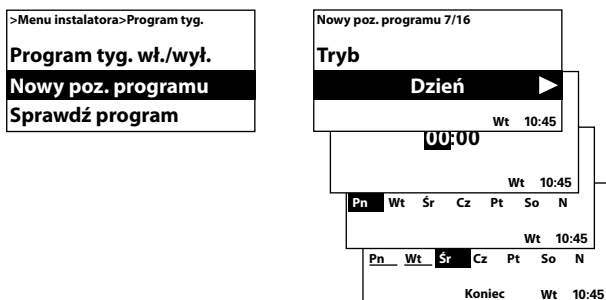 >Menu instalatora>Program tyg.
Program tyg. wł./wył.
Nowy poz. programu
Sprawdź program
Nowy poz. programu 7/16
Tryb
Dzień
Wt 10:45
00:00
Wt 10:45
Pn Wt Śr Cz Pt So N
Wt 10:45
Pn Wt Śr Cz Pt So N
Koniec Wt 10:45